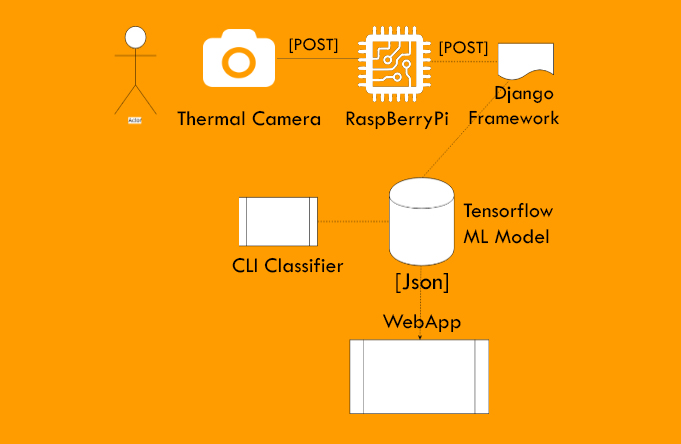 [POST]
[POST]
Actor
Thermal Camera
RaspBerryPi
Django
Framework
Tensorflow
ML Model
CLI Classifier
[Json]
WebApp